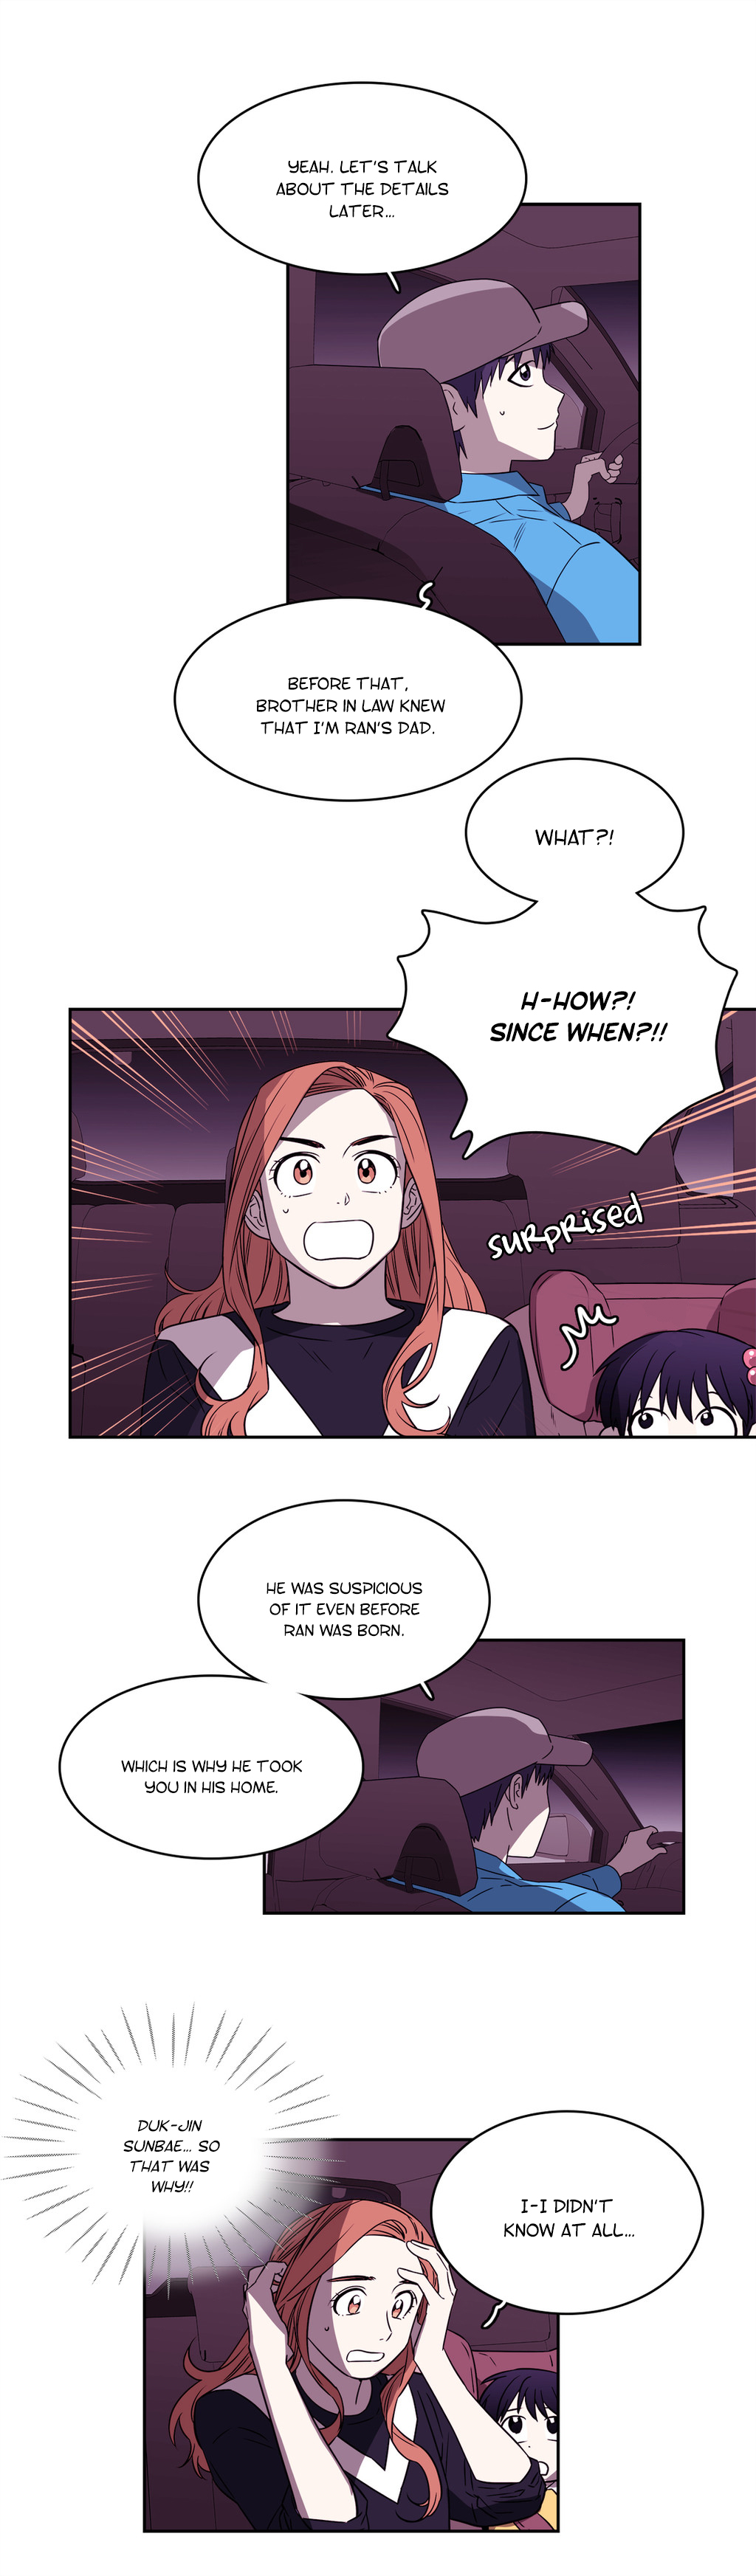 YEAH. LET'S TALK
ABOUT THE DETAILS
LATER...
BEFORE THAT,
BROTHER IN LAW KNEW
THAT I'M RAN'S DAD.
WHAT?!
H-HOW?!
SINCE WHEN?!!
surprised
HE WAS SUSPICIOUS
OF IT EVEN BEFORE
RAN WAS BORN.
WHICH IS WHY HE TOOK
YOU IN HIS HOME.
DUK-JIN
SUNBAE... SO
THAT WAS
WHY!!
I-I DIDN'T
KNOW AT ALL...